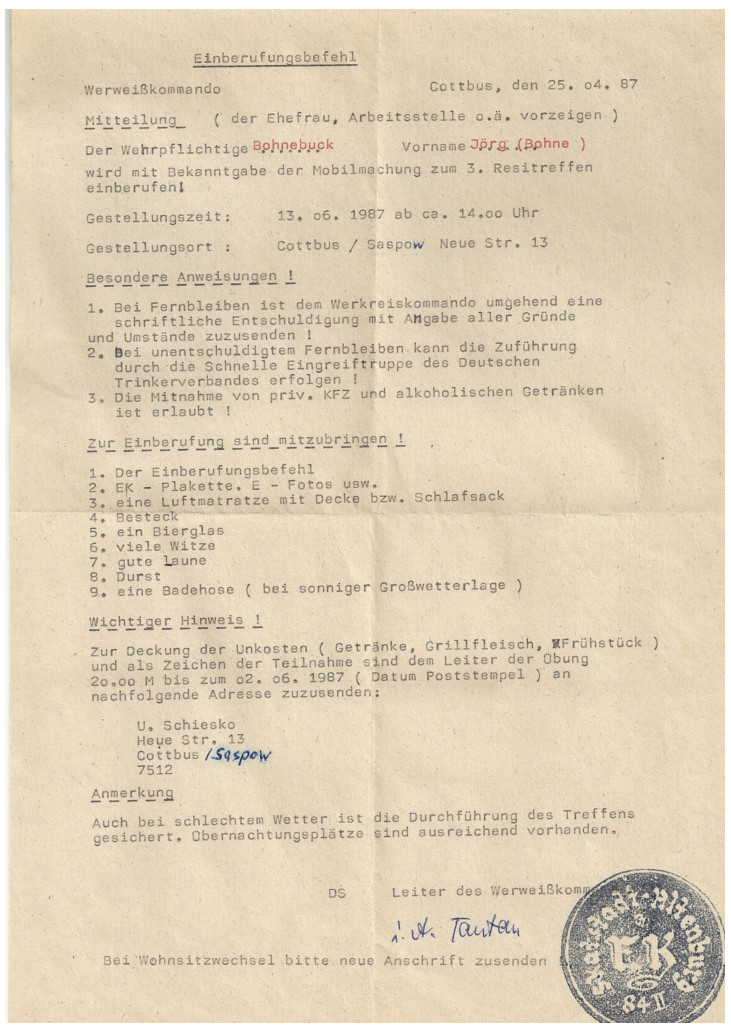 Einberufungsbefehl
Werweißkommando Cottbus, den 25. o4. 87
Mitteilung ( der Ehefrau, Arbeitsstelle o.ä. vorzeigen )
Der Wehrpflichtige Bohnebuck Vorname Jörg (Bohne )
wird mit Bekanntgabe der Mobilmachung zum 3. Resitreffen
einberufen!
Gestellungszeit: 13. o6. 1987 ab ca. 14.oo Uhr
Gestellungsort : Cottbus / Saspow Neue Str. 13
Besondere Anweisungen !
1. Bei Fernbleiben ist dem Werkreiskommando umgehend eine
schriftliche Entschuldigung mit Angabe aller Gründe
und Umstände zuzusenden !
2. Bei unentschuldigtem Fernbleiben kann die Zuführung
durch die Schnelle Eingreiftruppe des Deutschen
Trinkerverbandes erfolgen !
3. Die Mitnahme von priv. KFZ und alkoholischen Getränken
ist erlaubt !
Zur Einberufung sind mitzubringen !
1. Der Einberufungsbefehl
2. EK - Plakette. E - Fotos usw.
3. eine Luftmatratze mit Decke bzw. Schlafsack
4. Besteck
5. ein Bierglas
6. viele Witze
7. gute Laune
8. Durst
9. eine Badehose ( bei sonniger Großwetterlage )
Wichtiger Hinweis !
Zur Deckung der Unkosten ( Getränke, Grillfleisch, Frühstück )
und als Zeichen der Teilnahme sind dem Leiter der Obung
2o.oo M bis zum o2. o6. 1987 ( Datum Poststempel ) an
nachfolgende Adresse zuzusenden:
U. Schiesko
Heue Str. 13
Cottbus /Saspow
7512
Anmerkung
Auch bei schlechtem Wetter ist die Durchführung des Treffens
gesichert. Obernachtungsplätze sind ausreichend vorhanden.
DS Leiter des Werweißkomm
i. A. Tautan
Bei Wohnsitzwechsel bitte neue Anschrift zusenden
EK
84 II